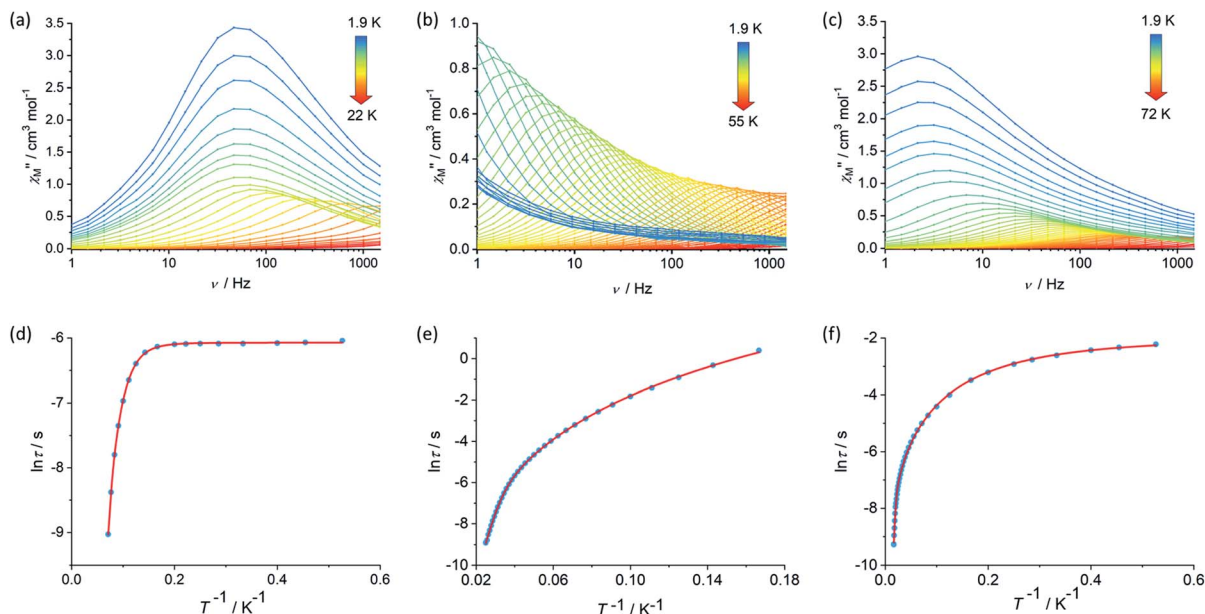 (a)
3.5
3.0
2.5
2.0
1.5
1.0
0.5
0.0
χM" / cm³ mol⁻¹
1
10
100
1000
ν / Hz
1.9 K
22 K
(b)
1.0
0.8
0.6
0.4
0.2
0.0
χM" / cm³ mol⁻¹
1
10
100
1000
ν / Hz
1.9 K
55 K
(c)
3.5
3.0
2.5
2.0
1.5
1.0
0.5
0.0
χM" / cm³ mol⁻¹
1
10
100
1000
ν / Hz
1.9 K
72 K
(d)
-6
-7
-8
-9
ln τ / s
0.0
0.2
0.4
0.6
T⁻¹ / K⁻¹
(e)
0
-2
-4
-6
-8
-10
ln τ / s
0.02
0.06
0.10
0.14
0.18
T⁻¹ / K⁻¹
(f)
-2
-4
-6
-8
-10
ln τ / s
0.0
0.2
0.4
0.6
T⁻¹ / K⁻¹